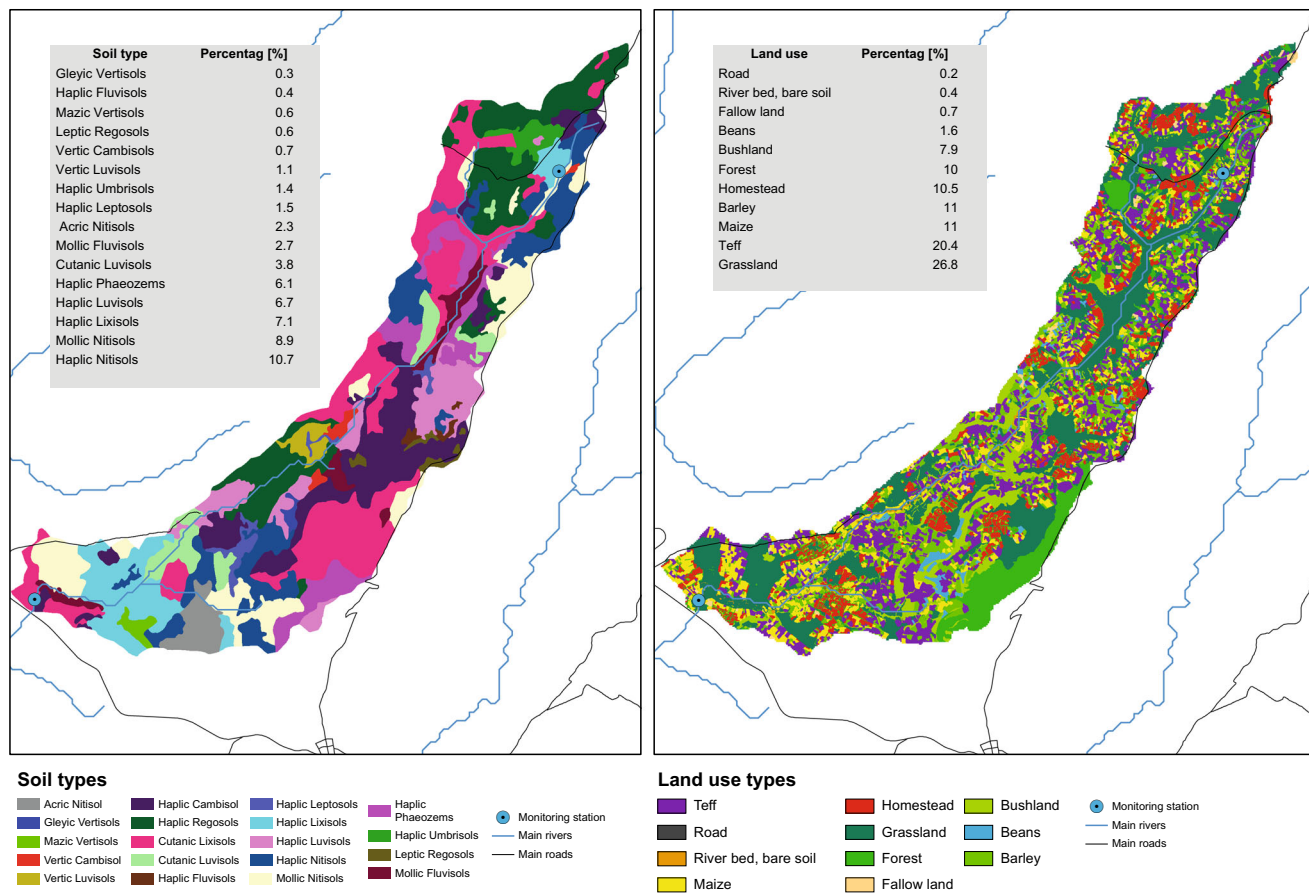 Soil type Percentag [%]
Gleyic Vertisols 0.3
Haplic Fluvisols 0.4
Mazic Vertisols 0.6
Leptic Regosols 0.6
Vertic Cambisols 0.7
Vertic Luvisols 1.1
Haplic Umbrisols 1.4
Haplic Leptosols 1.5
Acric Nitisols 2.3
Mollic Fluvisols 2.7
Cutanic Luvisols 3.8
Haplic Phaeozems 6.1
Haplic Luvisols 6.7
Haplic Lixisols 7.1
Mollic Nitisols 8.9
Haplic Nitisols 10.7
Land use Percentag [%]
Road 0.2
River bed, bare soil 0.4
Fallow land 0.7
Beans 1.6
Bushland 7.9
Forest 10
Homestead 10.5
Barley 11
Maize 11
Teff 20.4
Grassland 26.8
Soil types
Acric Nitisol
Gleyic Vertisols
Mazic Vertisols
Vertic Cambisol
Vertic Luvisols
Haplic Cambisol
Haplic Regosols
Cutanic Lixisols
Cutanic Luvisols
Haplic Fluvisols
Haplic Leptosols
Haplic Lixisols
Haplic Luvisols
Haplic Nitisols
Mollic Nitisols
Haplic
Phaeozems
Haplic Umbrisols
Leptic Regosols
Mollic Fluvisols
Monitoring station
Main rivers
Main roads
Land use types
Teff
Road
River bed, bare soil
Maize
Homestead
Grassland
Forest
Fallow land
Bushland
Beans
Barley
Monitoring station
Main rivers
Main roads